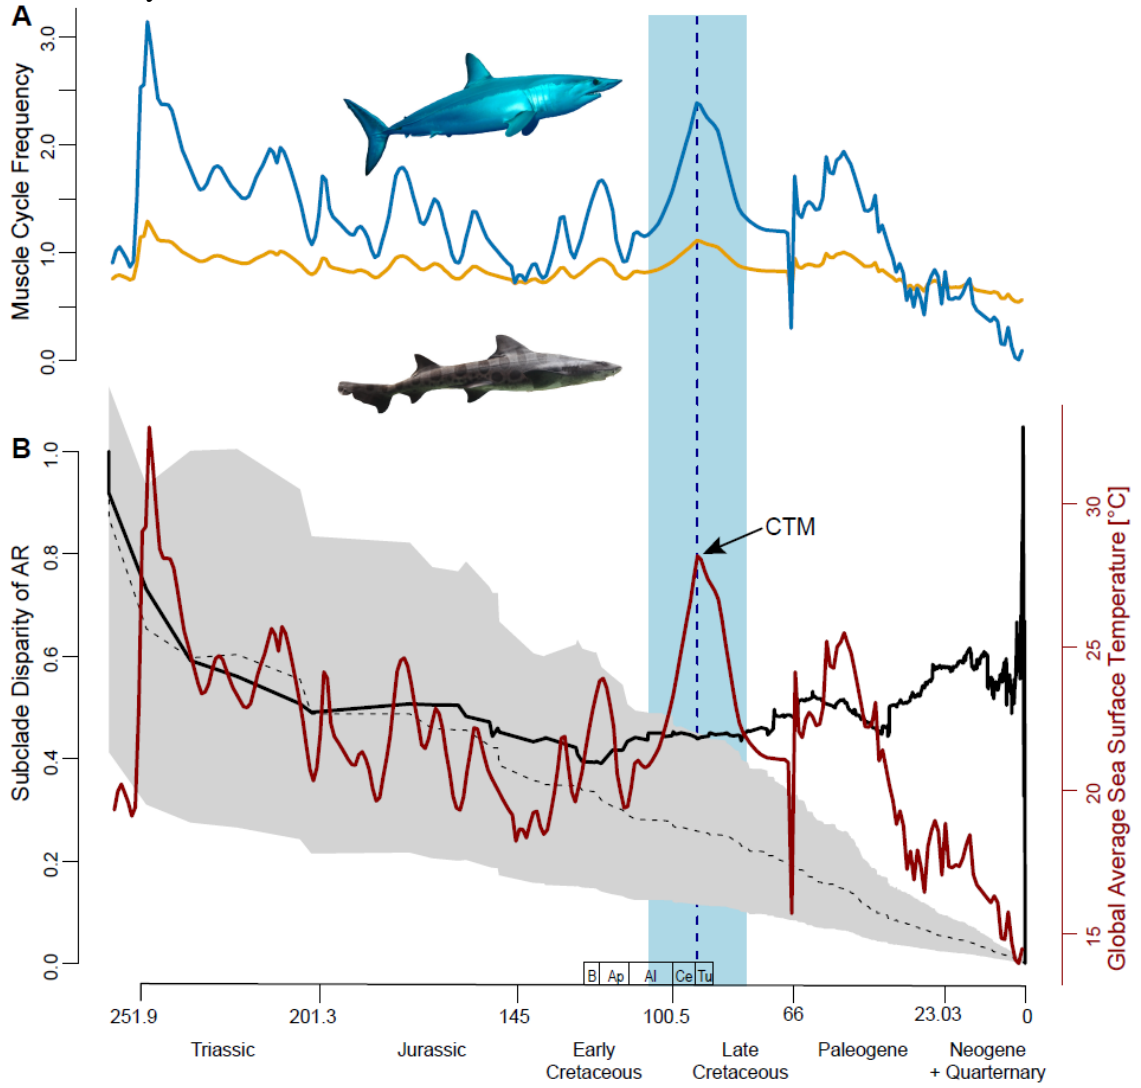 A
Muscle Cycle Frequency
3.0
2.0
1.0
0.0
B
Subclade Disparity of AR
1.0
0.8
0.6
0.4
0.2
0.0
CTM
30
25
20
15
Global Average Sea Surface Temperature [°C]
B Ap Al Ce Tu
251.9 201.3 145 100.5 66 23.03 0
Triassic Jurassic Early Late Paleogene Neogene
Cretaceous Cretaceous + Quarternary